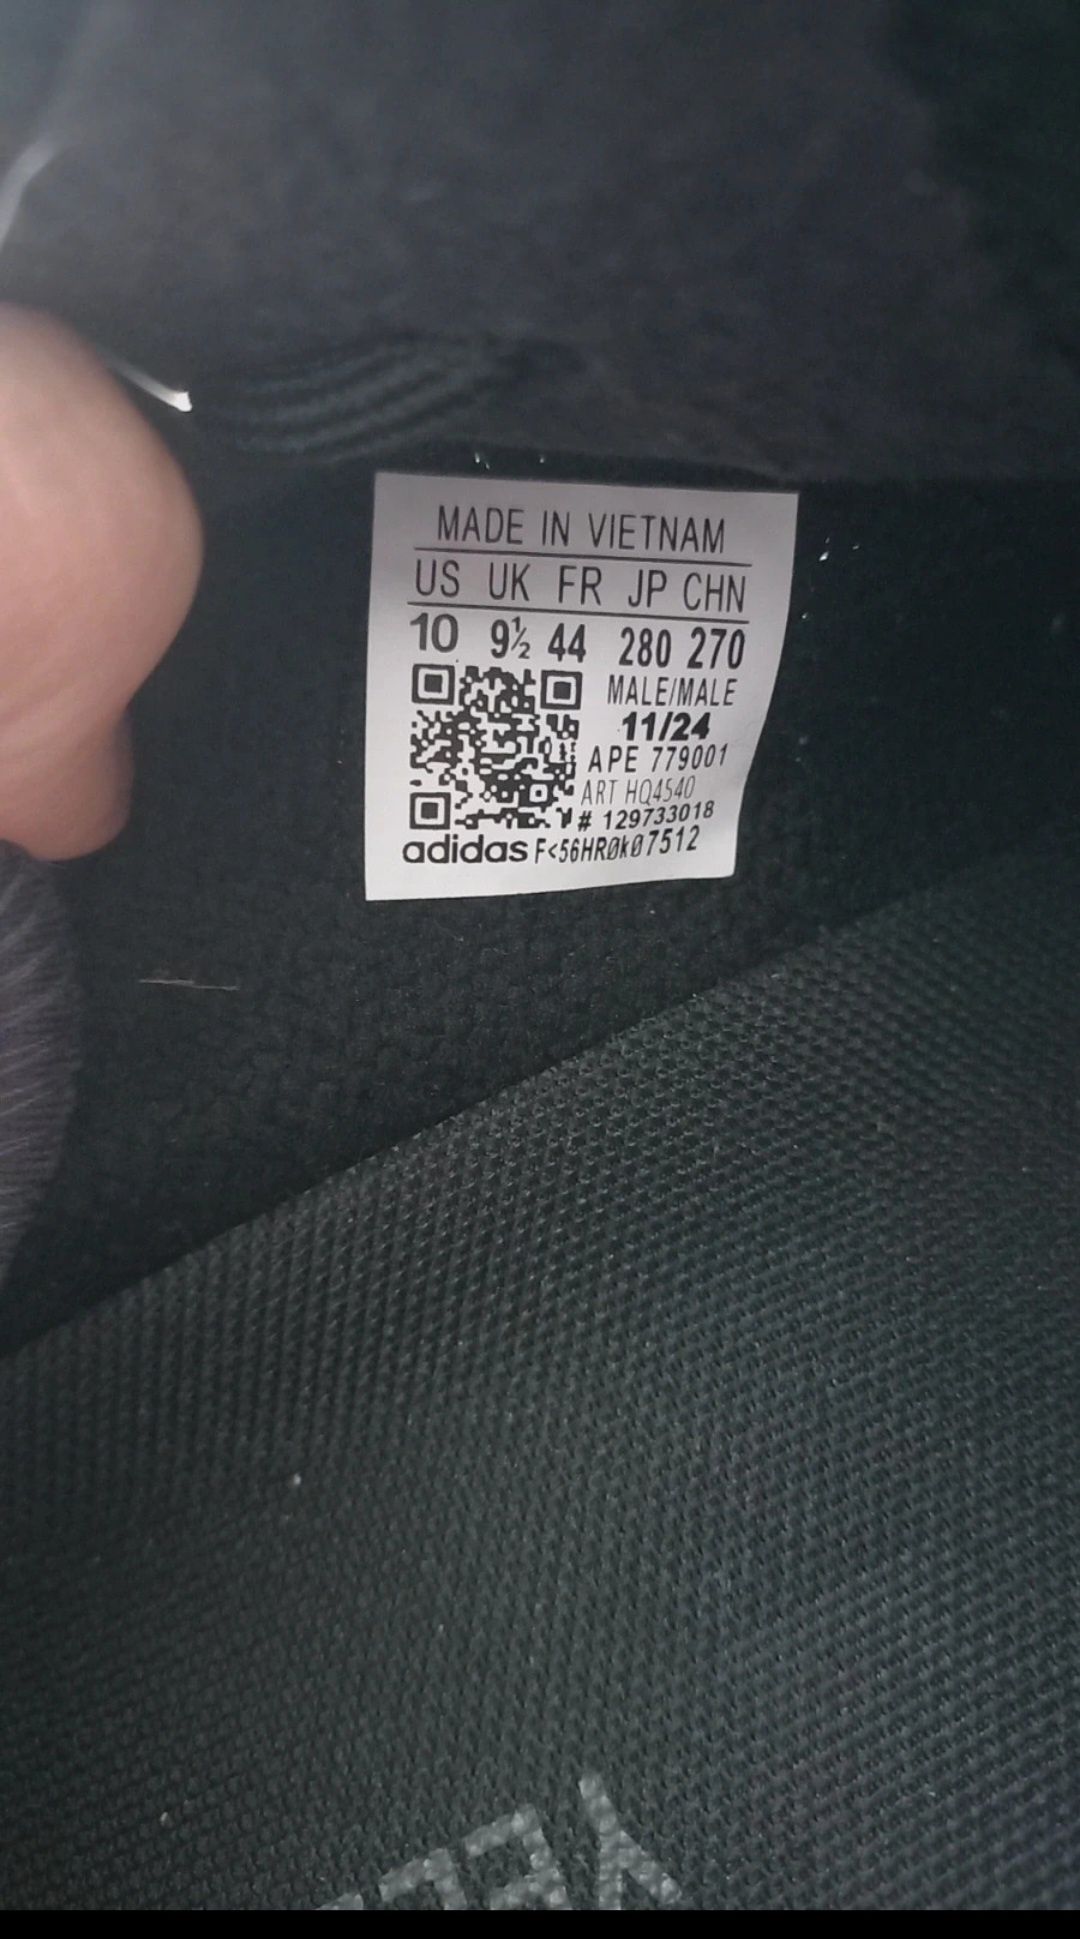 MADE IN VIETNAM
US UK FR JP CHN
10 9½ 44 280 270
MALE/MALE
11/24
APE 779001
ART HQ4540
# 129733018
adidas F<56HR0k07512